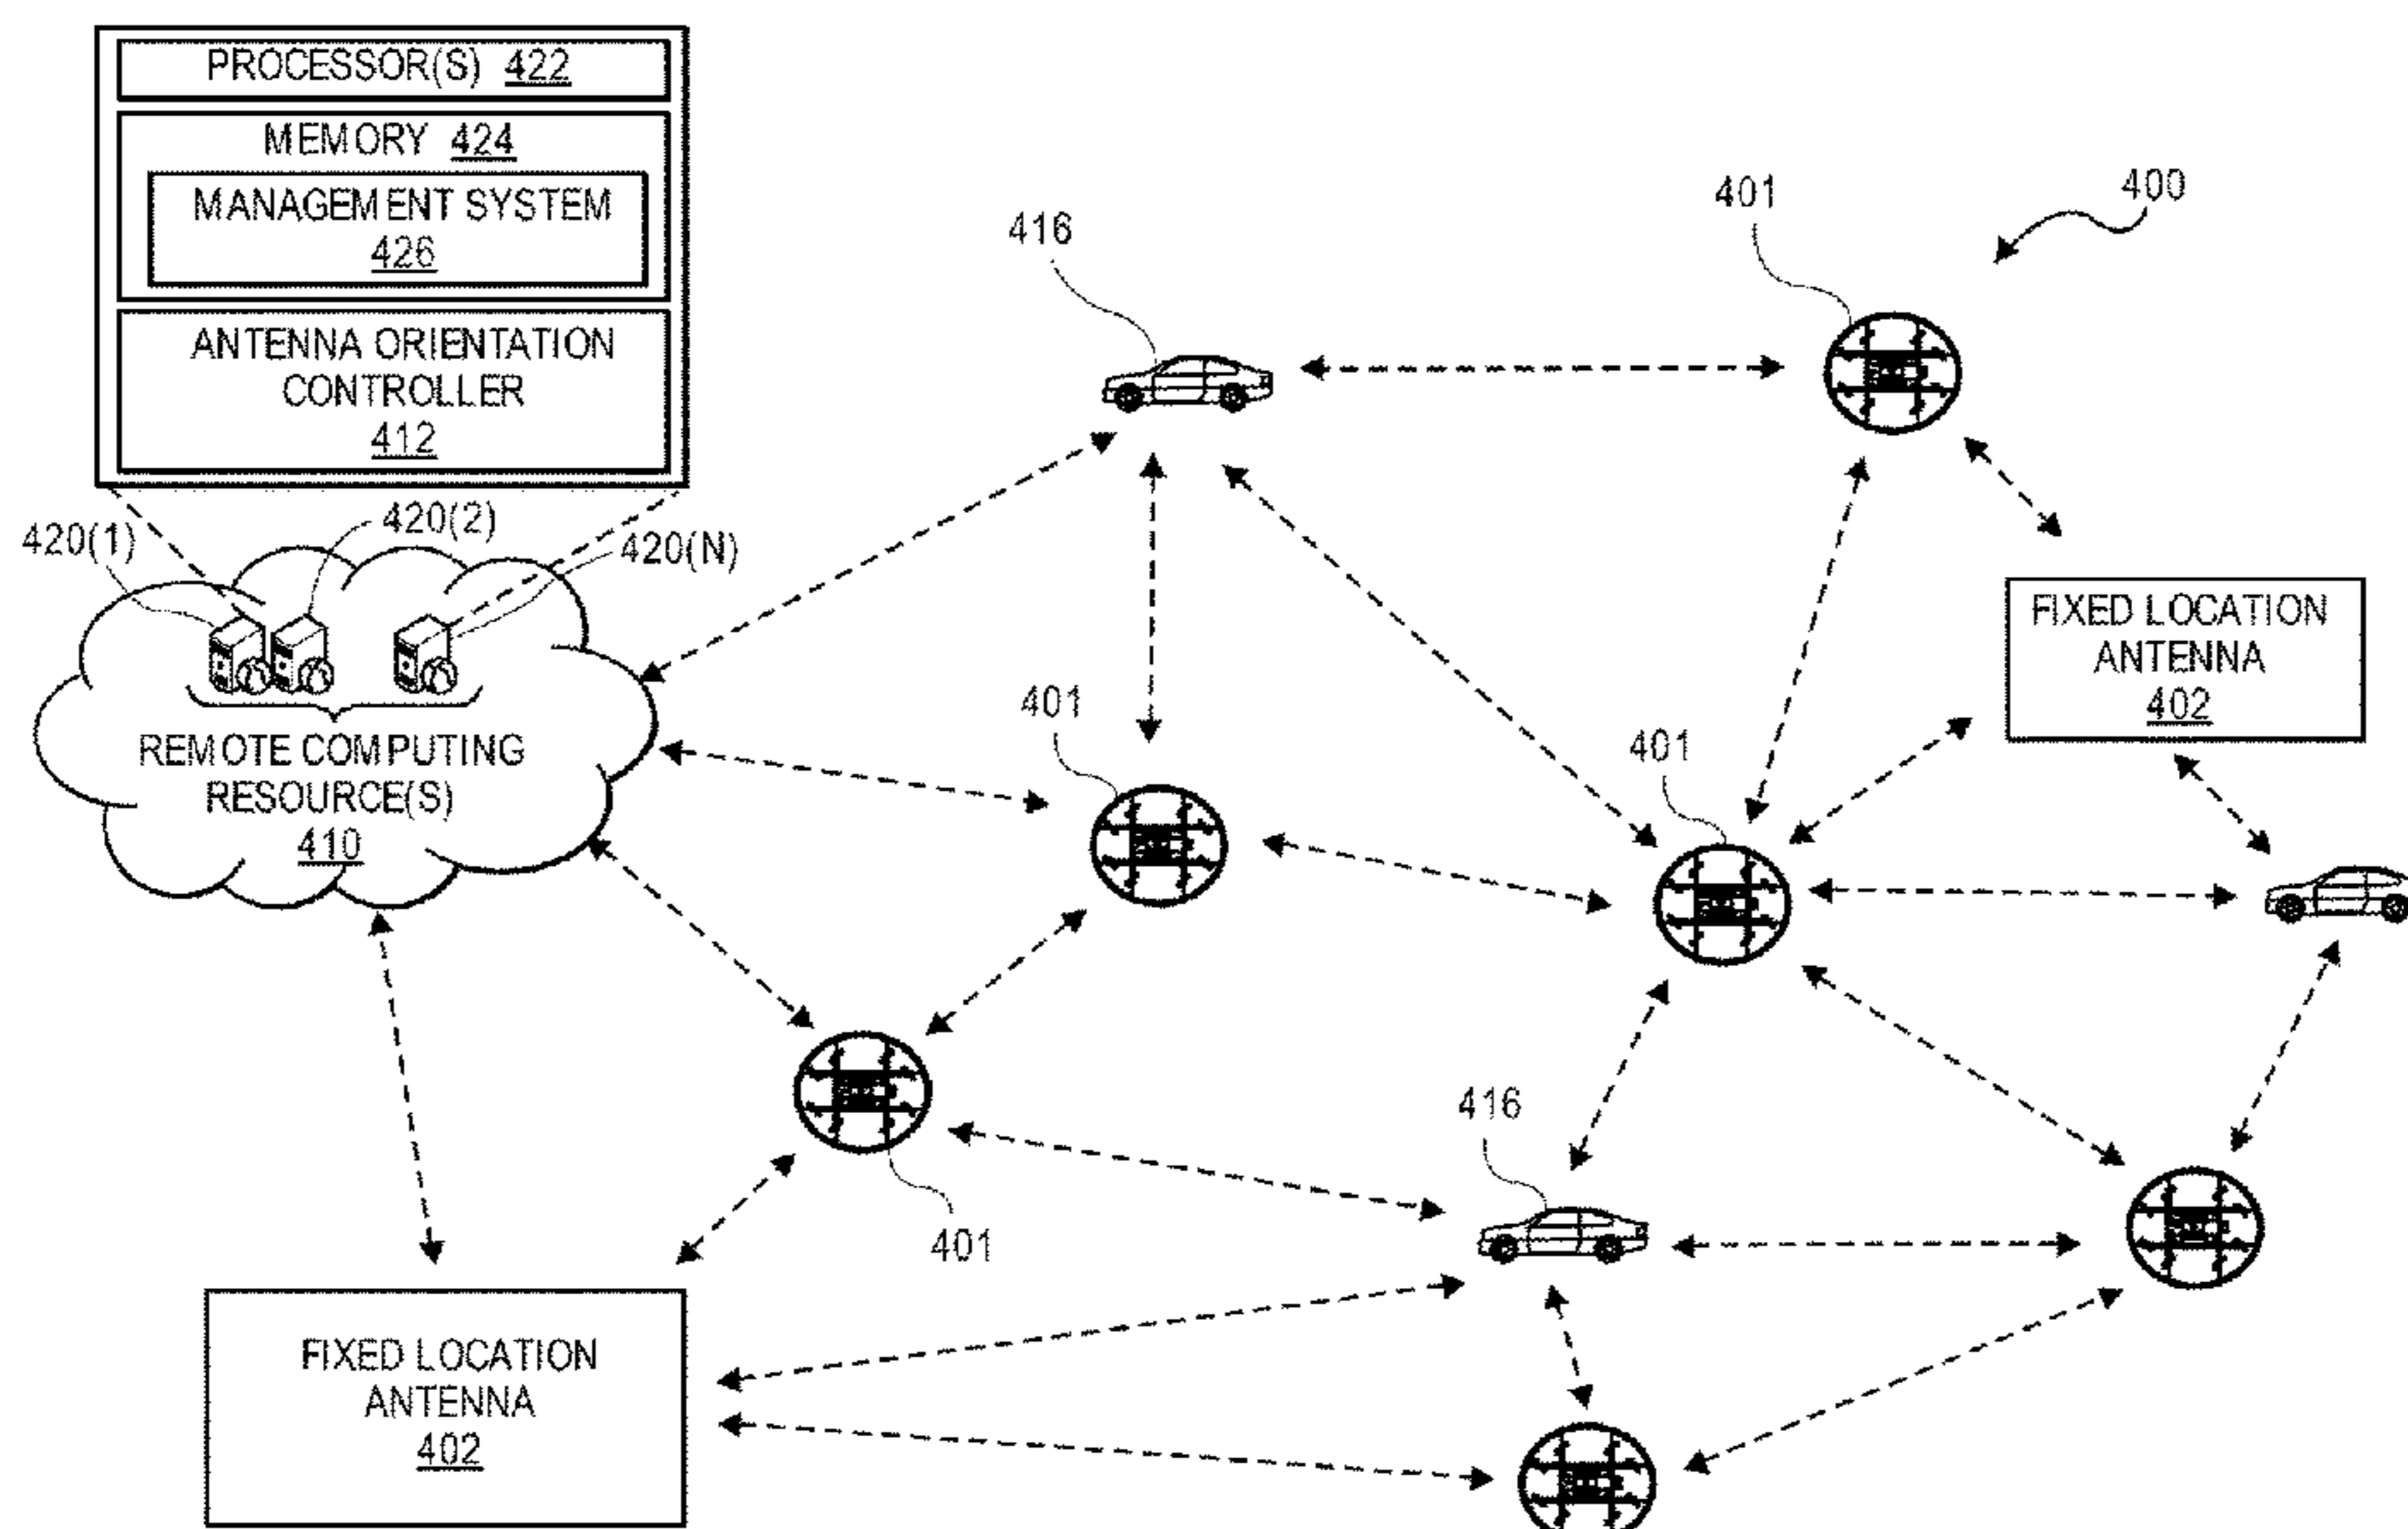 PROCESSOR(S) 422
MEMORY 424
MANAGEMENT SYSTEM
426
ANTENNA ORIENTATION
CONTROLLER
412
420(1)
420(2)
420(N)
REMOTE COMPUTING
RESOURCE(S)
410
416
401
400
FIXED LOCATION
ANTENNA
402
401
401
401
416
FIXED LOCATION
ANTENNA
402